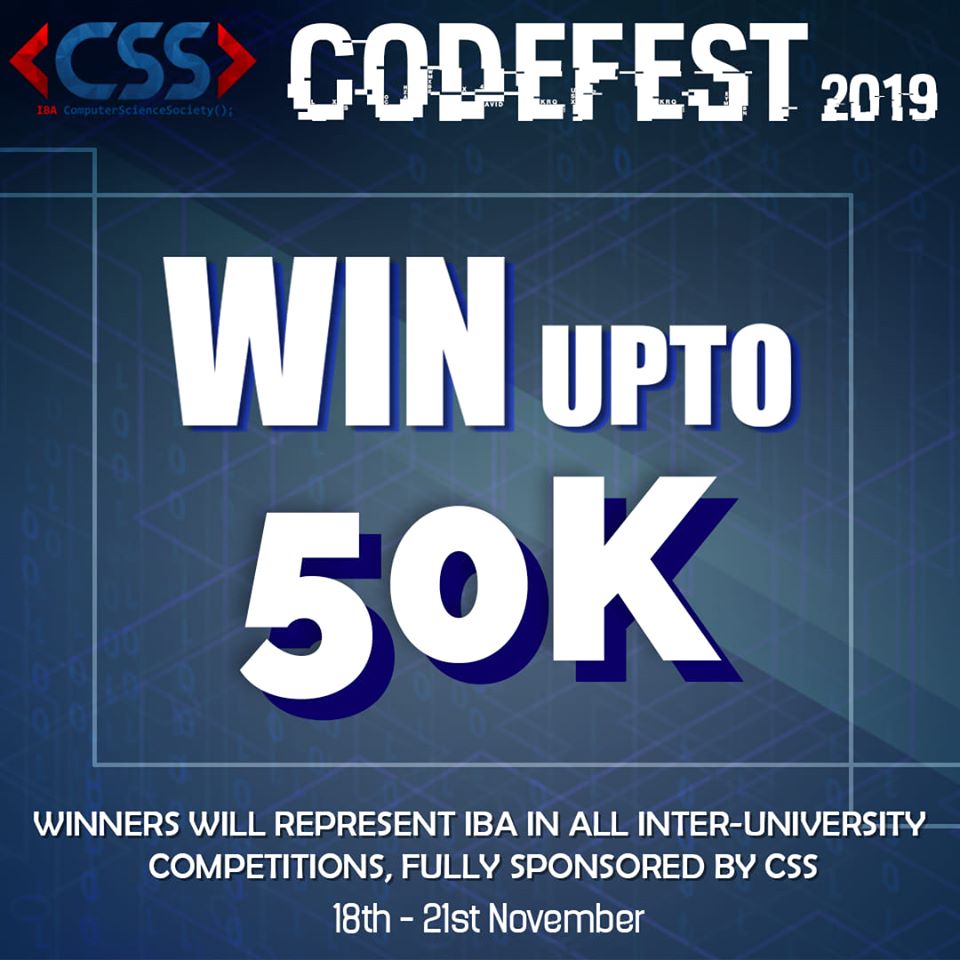 <CSS>
IBA ComputerScienceSociety();
CODEFEST 2019
WIN UPTO
50K
WINNERS WILL REPRESENT IBA IN ALL INTER-UNIVERSITY
COMPETITIONS, FULLY SPONSORED BY CSS
18th - 21st November